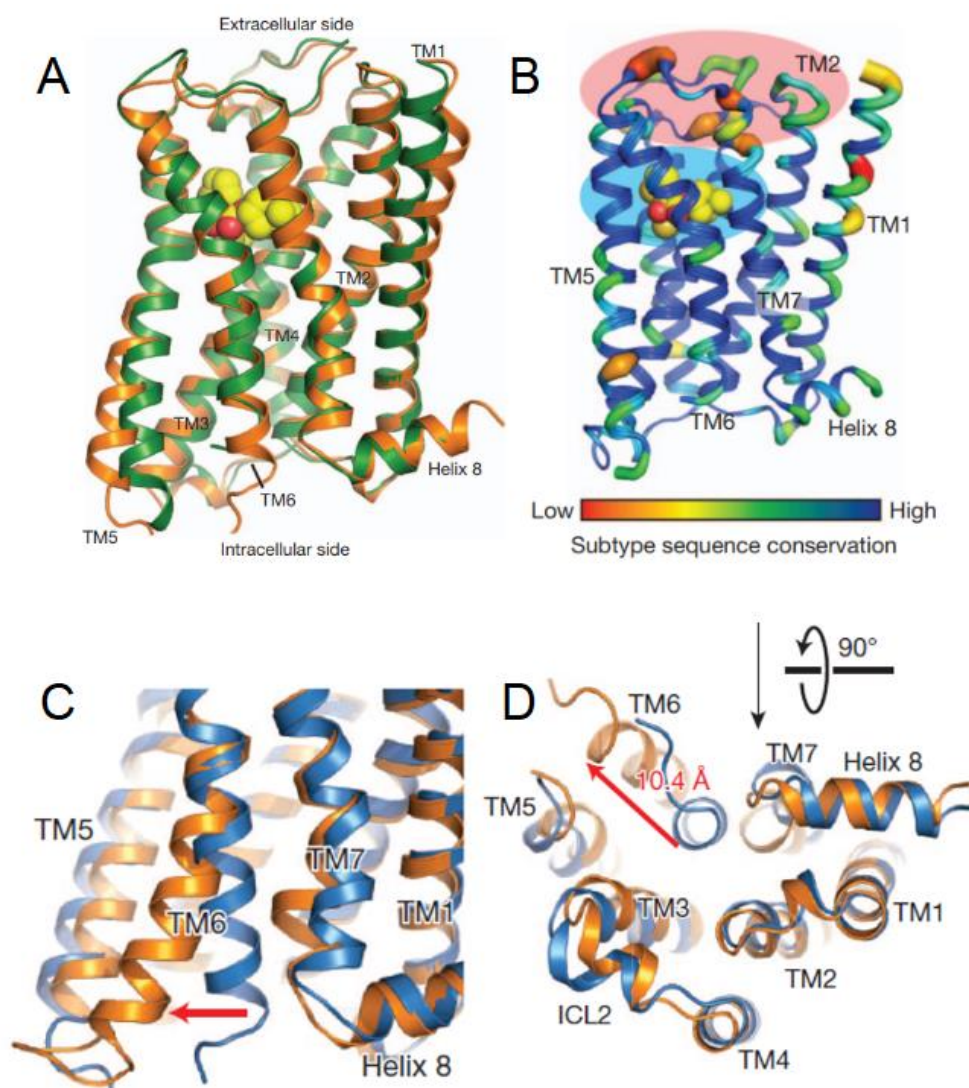 A
Extracellular side
TM1
TM2
TM4
TM3
TM6
TM5
Helix 8
Intracellular side
B
TM2
TM1
TM5
TM7
TM6
Helix 8
Low
High
Subtype sequence conservation
90°
C
TM5
TM7
TM6
TM1
Helix 8
D
TM6
TM7
Helix 8
10.4 Å
TM5
TM3
TM1
TM2
ICL2
TM4